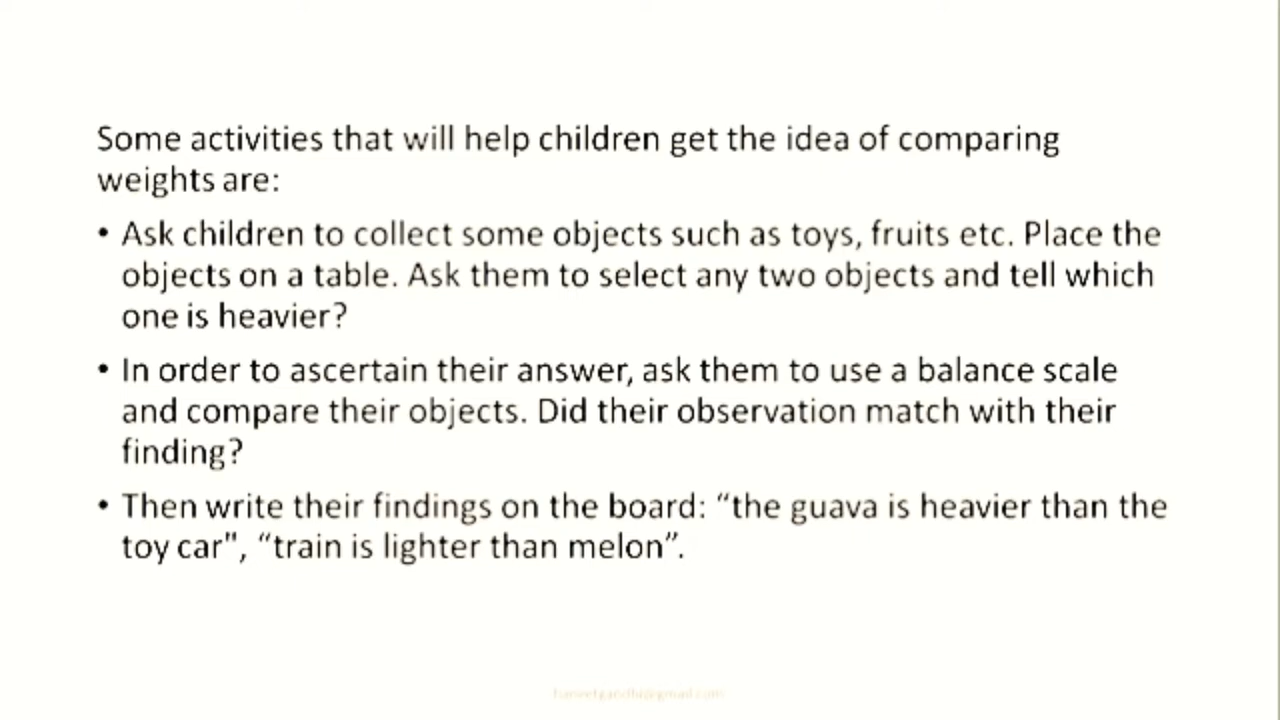 Some activities that will help children get the idea of comparing
weights are:
• Ask children to collect some objects such as toys, fruits etc. Place the
objects on a table. Ask them to select any two objects and tell which
one is heavier?
• In order to ascertain their answer, ask them to use a balance scale
and compare their objects. Did their observation match with their
finding?
• Then write their findings on the board: “the guava is heavier than the
toy car", “train is lighter than melon”.